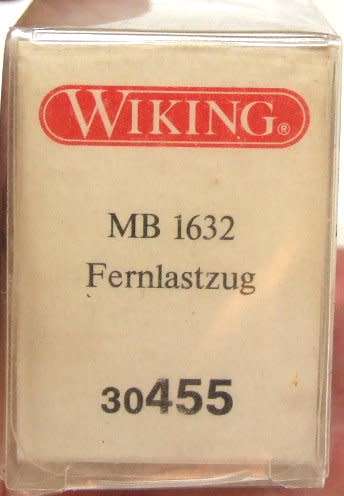 WIKING®
MB 1632
Fernlastzug
30455